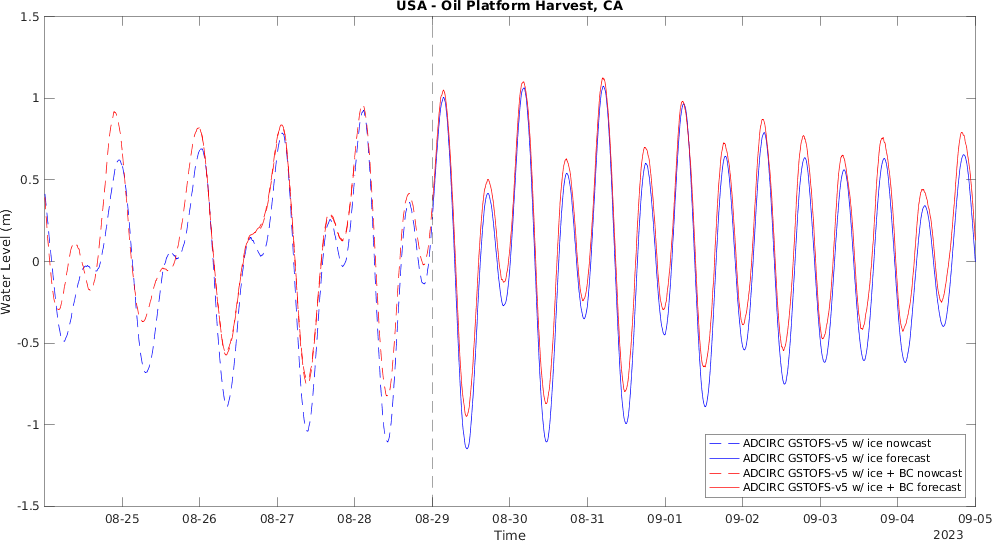 USA - Oil Platform Harvest, CA
1.5
1
0.5
0
-0.5
-1
-1.5
Water Level (m)
ADCIRC GSTOFS-v5 w/ ice nowcast
ADCIRC GSTOFS-v5 w/ ice forecast
ADCIRC GSTOFS-v5 w/ ice + BC nowcast
ADCIRC GSTOFS-v5 w/ ice + BC forecast
08-25 08-26 08-27 08-28 08-29 08-30 08-31 09-01 09-02 09-03 09-04 09-05
Time
2023